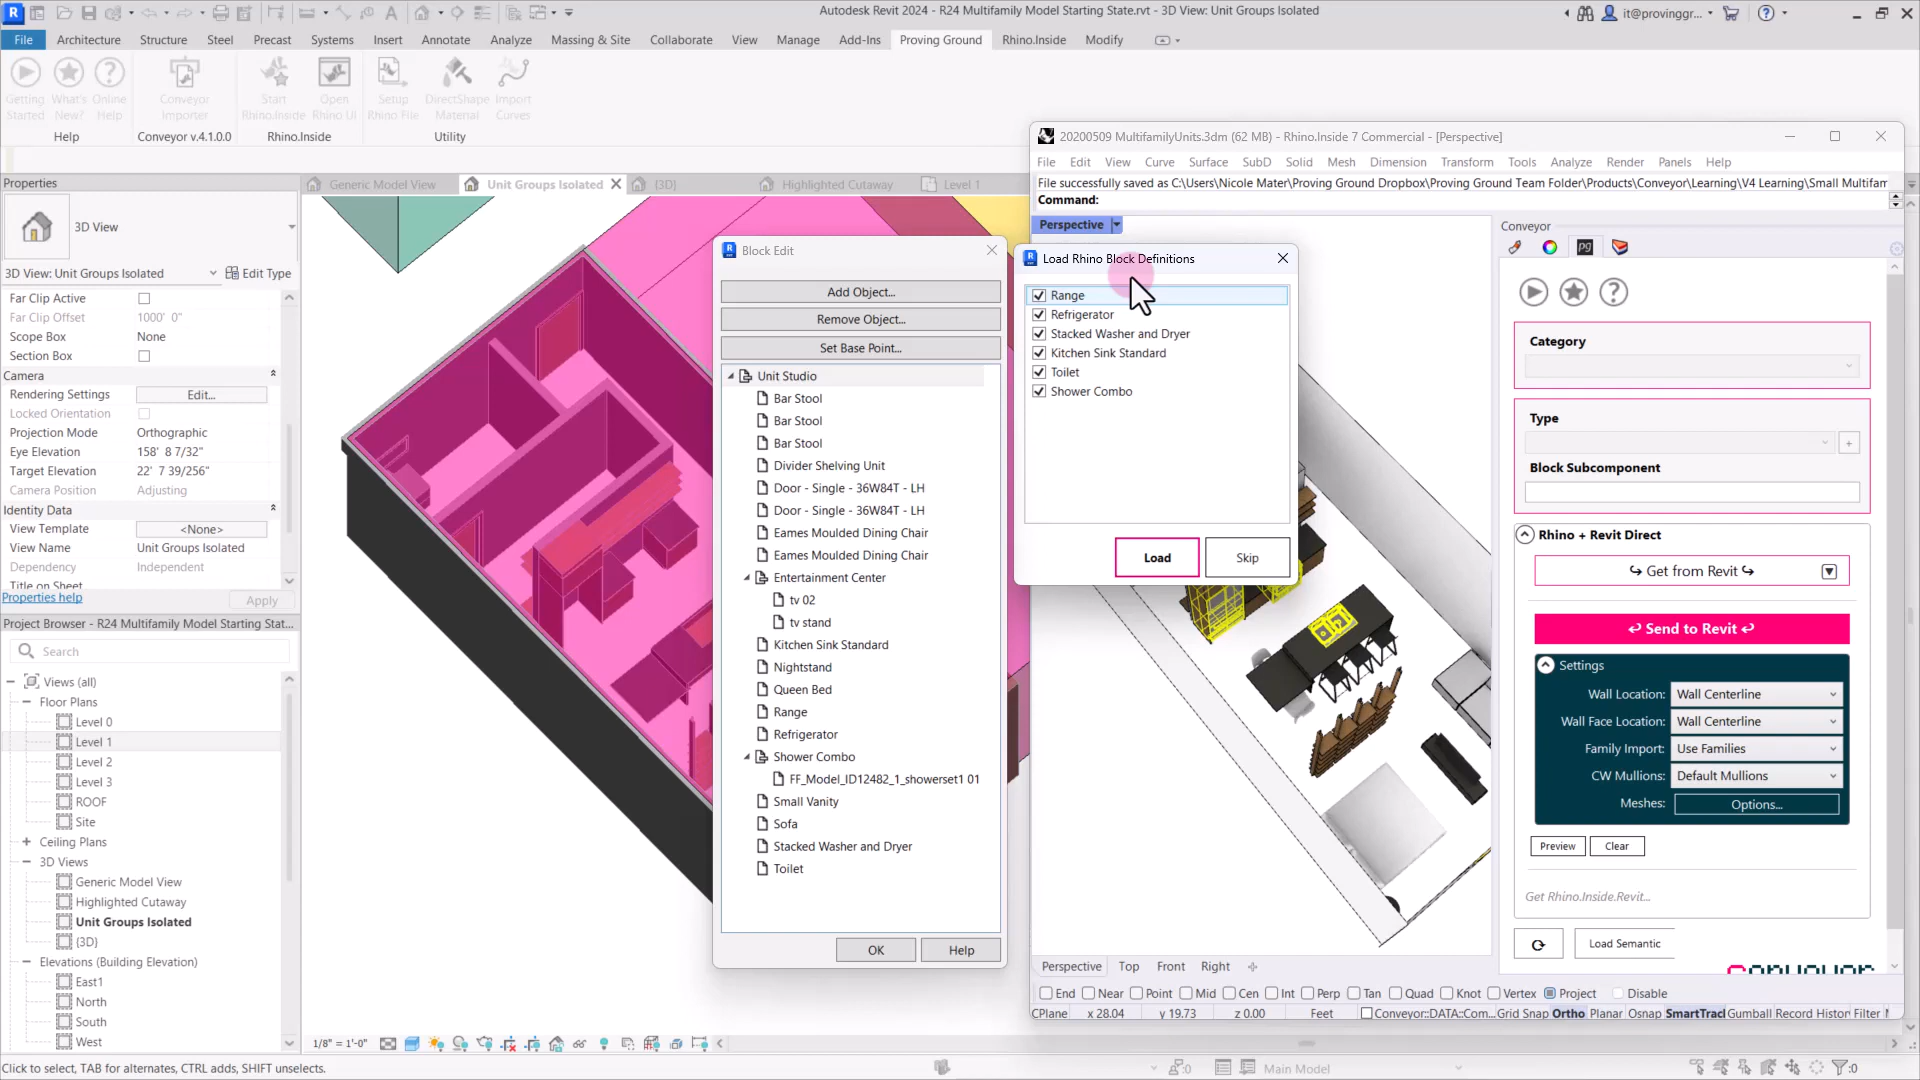 Autodesk Revit 2024 - R24 Multifamily Model Starting State.rvt - 3D View: Unit Groups Isolated
it@provinggr...
File Architecture Structure Steel Precast Systems Insert Annotate Analyze Massing & Site Collaborate View Manage Add-Ins Proving Ground Rhino.Inside Modify
Getting Started
What's New?
Online Help
Conveyor Importer
Start Rhino.Inside
Open Rhino UI
Setup Rhino File
DirectShape Material
Import Curves
Help Conveyor v.4.1.0.0 Rhino.Inside Utility
Properties
3D View
3D View: Unit Groups Isolated Edit Type
Far Clip Active
Far Clip Offset 1000' 0"
Scope Box None
Section Box
Camera
Rendering Settings Edit...
Locked Orientation
Projection Mode Orthographic
Eye Elevation 158' 8 7/32"
Target Elevation 22' 7 39/256"
Camera Position Adjusting
Identity Data
View Template <None>
View Name Unit Groups Isolated
Dependency Independent
Title on Sheet
Properties help Apply
Project Browser - R24 Multifamily Model Starting Stat...
Search
Views (all)
Floor Plans
Level 0
Level 1
Level 2
Level 3
ROOF
Site
Ceiling Plans
3D Views
Generic Model View
Highlighted Cutaway
Unit Groups Isolated
{3D}
Elevations (Building Elevation)
East1
North
South
West
Generic Model View Unit Groups Isolated {3D} Highlighted Cutaway Level 1
Block Edit
Add Object...
Remove Object...
Set Base Point...
Unit Studio
Bar Stool
Bar Stool
Bar Stool
Divider Shelving Unit
Door - Single - 36W84T - LH
Door - Single - 36W84T - LH
Eames Moulded Dining Chair
Eames Moulded Dining Chair
Entertainment Center
tv 02
tv stand
Kitchen Sink Standard
Nightstand
Queen Bed
Range
Refrigerator
Shower Combo
FF_Model_ID12482_1_showerset1 01
Small Vanity
Sofa
Stacked Washer and Dryer
Toilet
OK Help
20200509 MultifamilyUnits.3dm (62 MB) - Rhino.Inside 7 Commercial - [Perspective]
File Edit View Curve Surface SubD Solid Mesh Dimension Transform Tools Analyze Render Panels Help
File successfully saved as C:\Users\Nicole Mater\Proving Ground Dropbox\Proving Ground Team Folder\Products\Conveyor\Learning\V4 Learning\Small Multifam
Command:
Perspective
Load Rhino Block Definitions
Range
Refrigerator
Stacked Washer and Dryer
Kitchen Sink Standard
Toilet
Shower Combo
Load Skip
Conveyor
pg
Category
Type
Block Subcomponent
Rhino + Revit Direct
Get from Revit
Send to Revit
Settings
Wall Location: Wall Centerline
Wall Face Location: Wall Centerline
Family Import: Use Families
CW Mullions: Default Mullions
Meshes: Options...
Preview Clear
Get Rhino.Inside.Revit...
Load Semantic
Perspective Top Front Right
End Near Point Mid Cen Int Perp Tan Quad Knot Vertex Project Disable
CPlane x 28.04 y 19.73 z 0.00 Feet Conveyor::DATA::Com... Grid Snap Ortho Planar Osnap SmartTrack Gumball Record History Filter
1/8" = 1'-0"
Click to select, TAB for alternates, CTRL adds, SHIFT unselects.
:0 Main Model :0